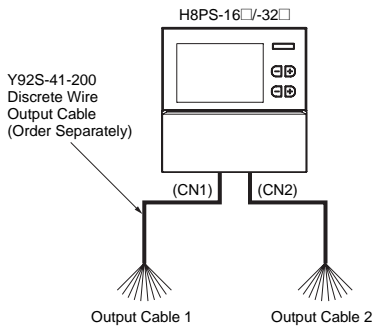 H8PS-16□/-32□
Y92S-41-200
Discrete Wire
Output Cable
(Order Separately)
(CN1)
(CN2)
Output Cable 1
Output Cable 2